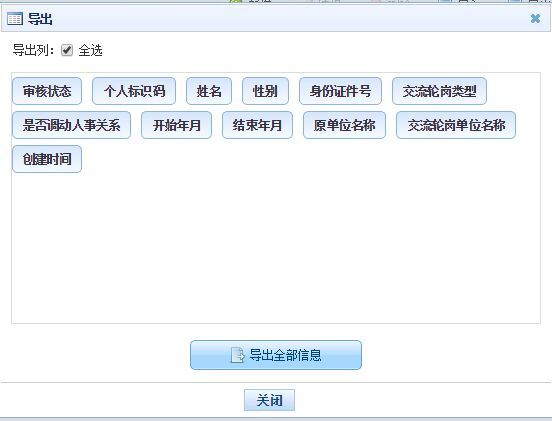 导出
导出列: 全选
审核状态 个人标识码 姓名 性别 身份证件号 交流轮岗类型
是否调动人事关系 开始年月 结束年月 原单位名称 交流轮岗单位名称
创建时间
导出全部信息
关闭